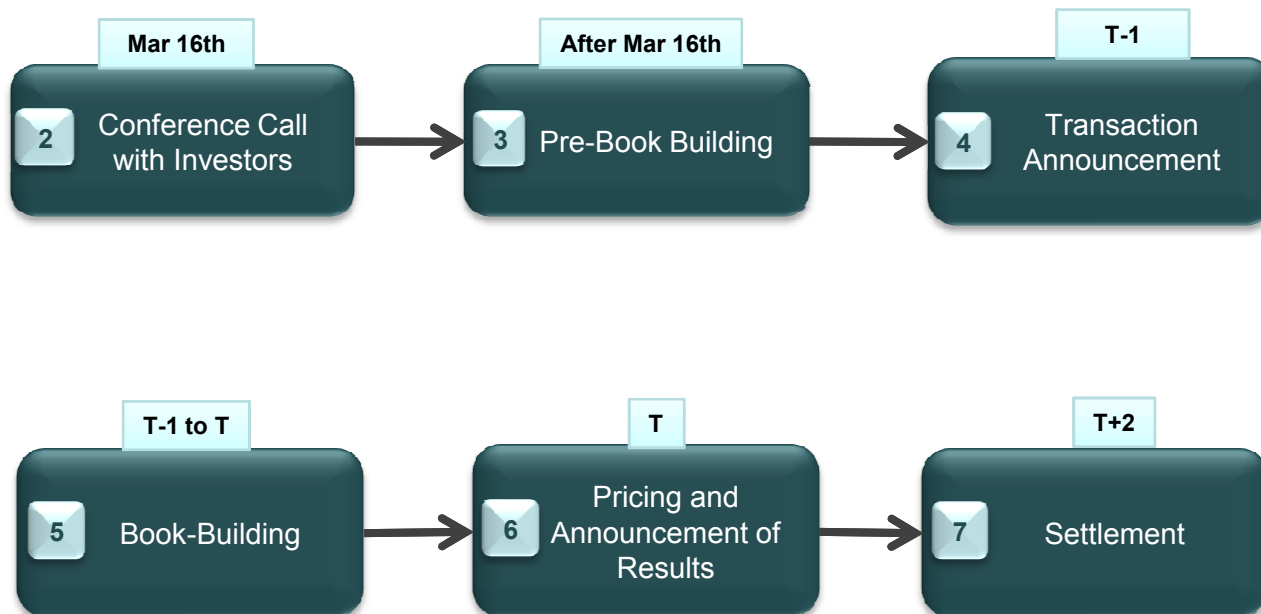 Mar 16th
2
Conference Call
with Investors
After Mar 16th
3
Pre-Book Building
T-1
4
Transaction
Announcement
T-1 to T
5
Book-Building
T
6
Pricing and
Announcement of
Results
T+2
7
Settlement